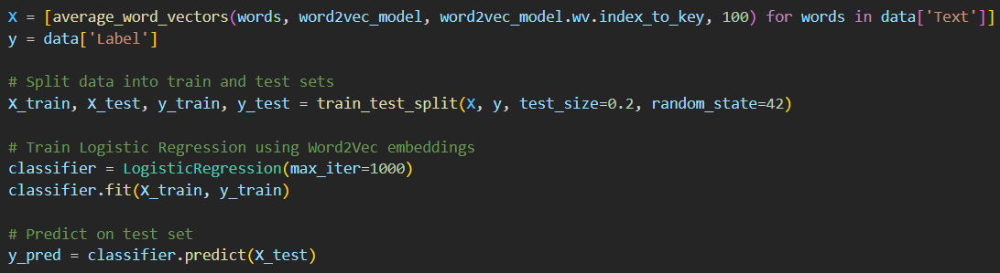 X = [average_word_vectors(words, word2vec_model, word2vec_model.wv.index_to_key, 100) for words in data['Text']]
y = data['Label']
# Split data into train and test sets
X_train, X_test, y_train, y_test = train_test_split(X, y, test_size=0.2, random_state=42)
# Train Logistic Regression using Word2Vec embeddings
classifier = LogisticRegression(max_iter=1000)
classifier.fit(X_train, y_train)
# Predict on test set
y_pred = classifier.predict(X_test)